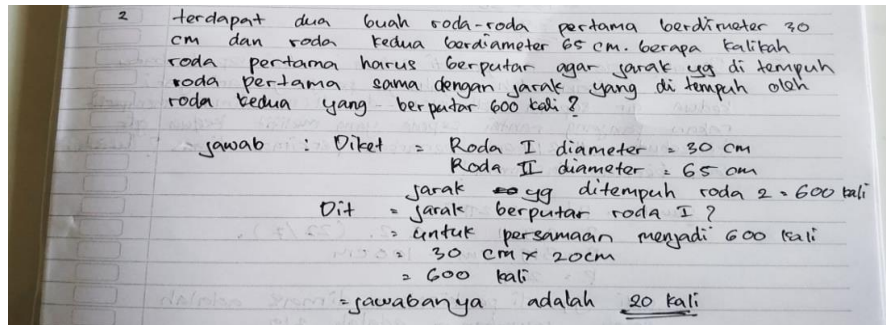 2 terdapat dua buah roda-roda pertama berdimeter 30
cm dan roda kedua berdiameter 65 cm. berapa kalikah
roda pertama harus berputar agar jarak yg di tempuh
roda pertama sama dengan jarak yang di tempuh oleh
roda kedua yang berputar 600 kali?
jawab : Diket = Roda I diameter = 30 cm
Roda II diameter = 65 cm
jarak yg ditempuh roda 2 = 600 kali
Dit = jarak berputar roda I ?
= untuk persamaan menjadi 600 kali
= 30 cm x 20cm
= 600 kali
= jawabanya adalah 20 kali